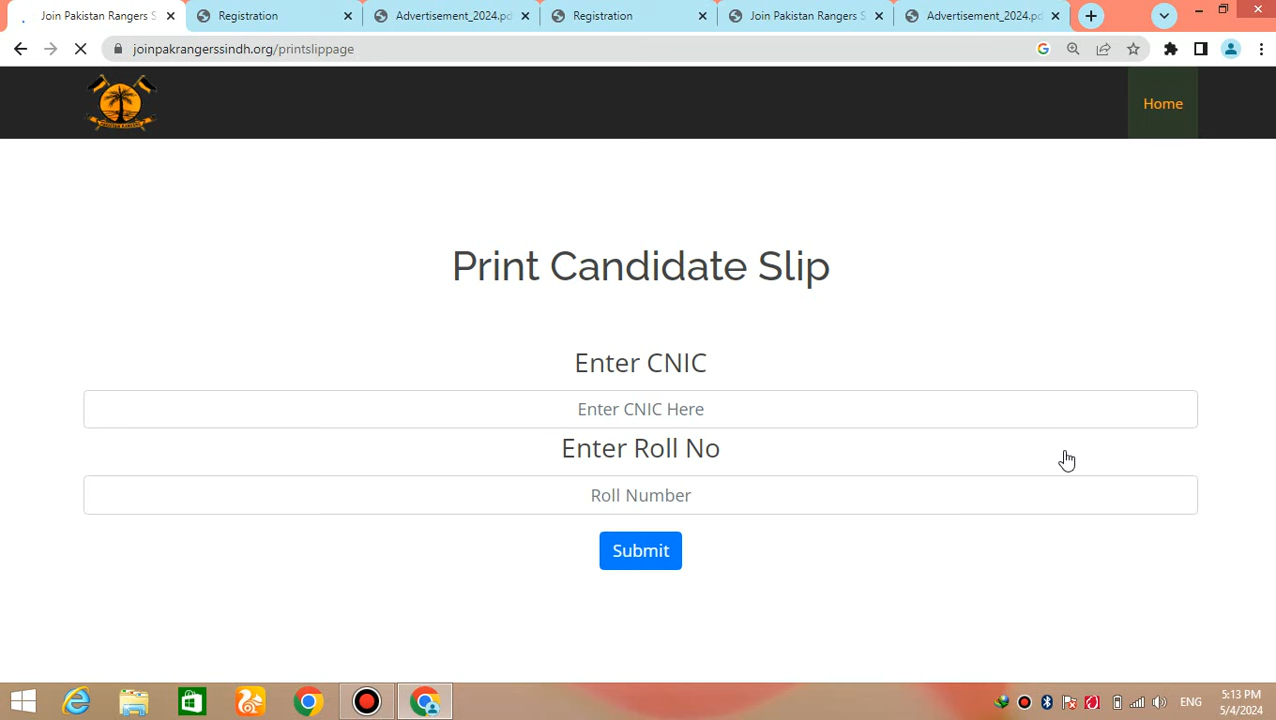 Join Pakistan Rangers S
Registration
Advertisement_2024.pd
Registration
Join Pakistan Rangers S
Advertisement_2024.pd
joinpakrangerssindh.org/printslippage
Home
Print Candidate Slip
Enter CNIC
Enter CNIC Here
Enter Roll No
Roll Number
Submit
ENG
5:13 PM
5/4/2024